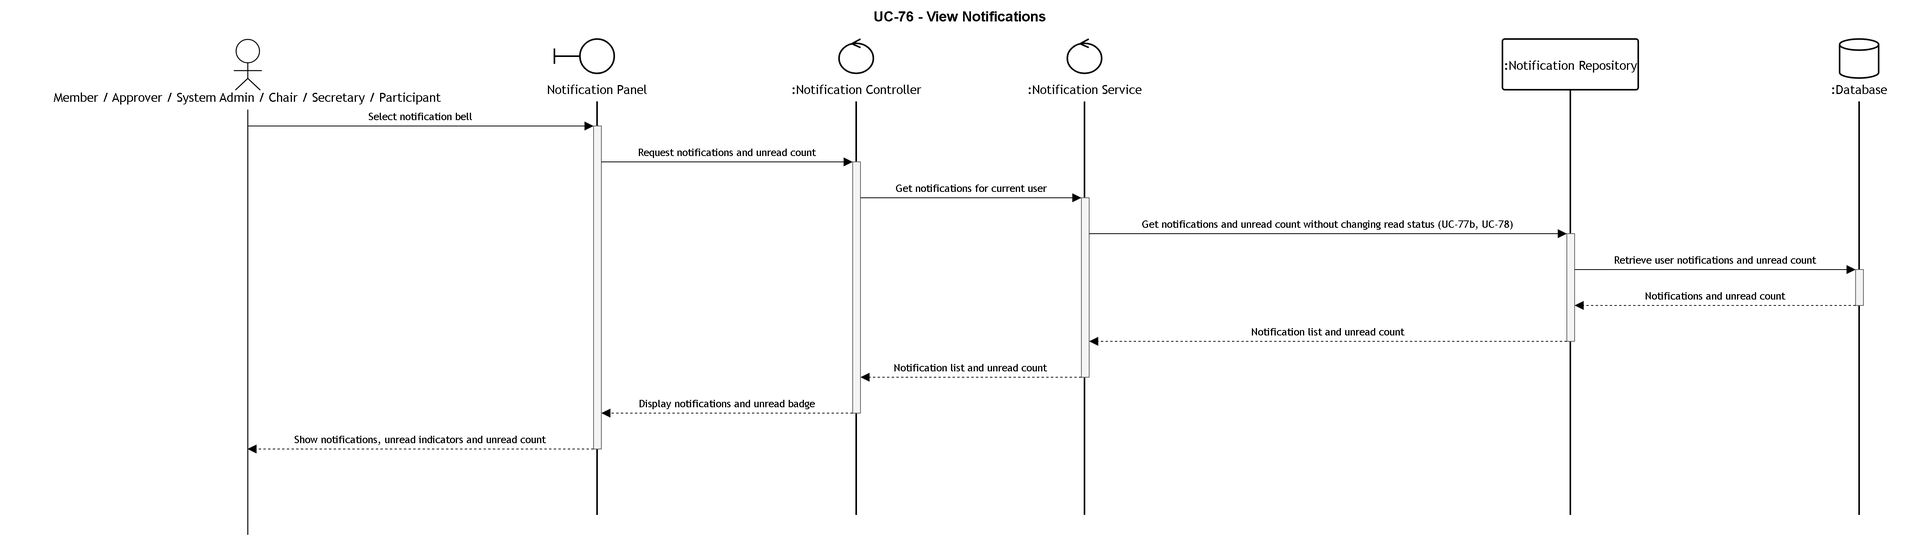 UC-76 - View Notifications
Member / Approver / System Admin / Chair / Secretary / Participant
Notification Panel
:Notification Controller
:Notification Service
:Notification Repository
:Database
Select notification bell
Request notifications and unread count
Get notifications for current user
Get notifications and unread count without changing read status (UC-77b, UC-78)
Retrieve user notifications and unread count
Notifications and unread count
Notification list and unread count
Notification list and unread count
Display notifications and unread badge
Show notifications, unread indicators and unread count